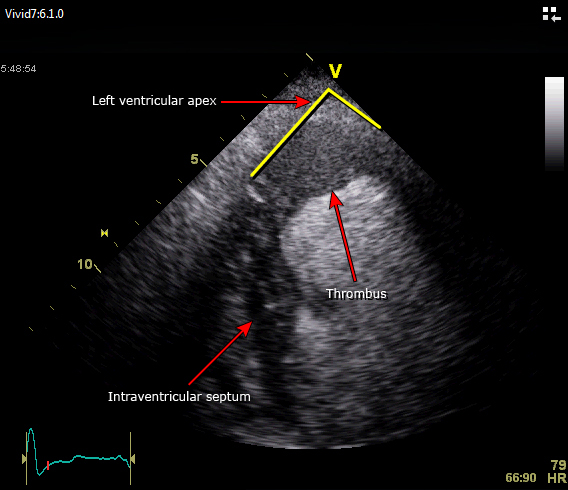 Vivid7:6.1.0
5:48:54
V
Left ventricular apex
5
10
Thrombus
Intraventricular septum
79
66:90 HR